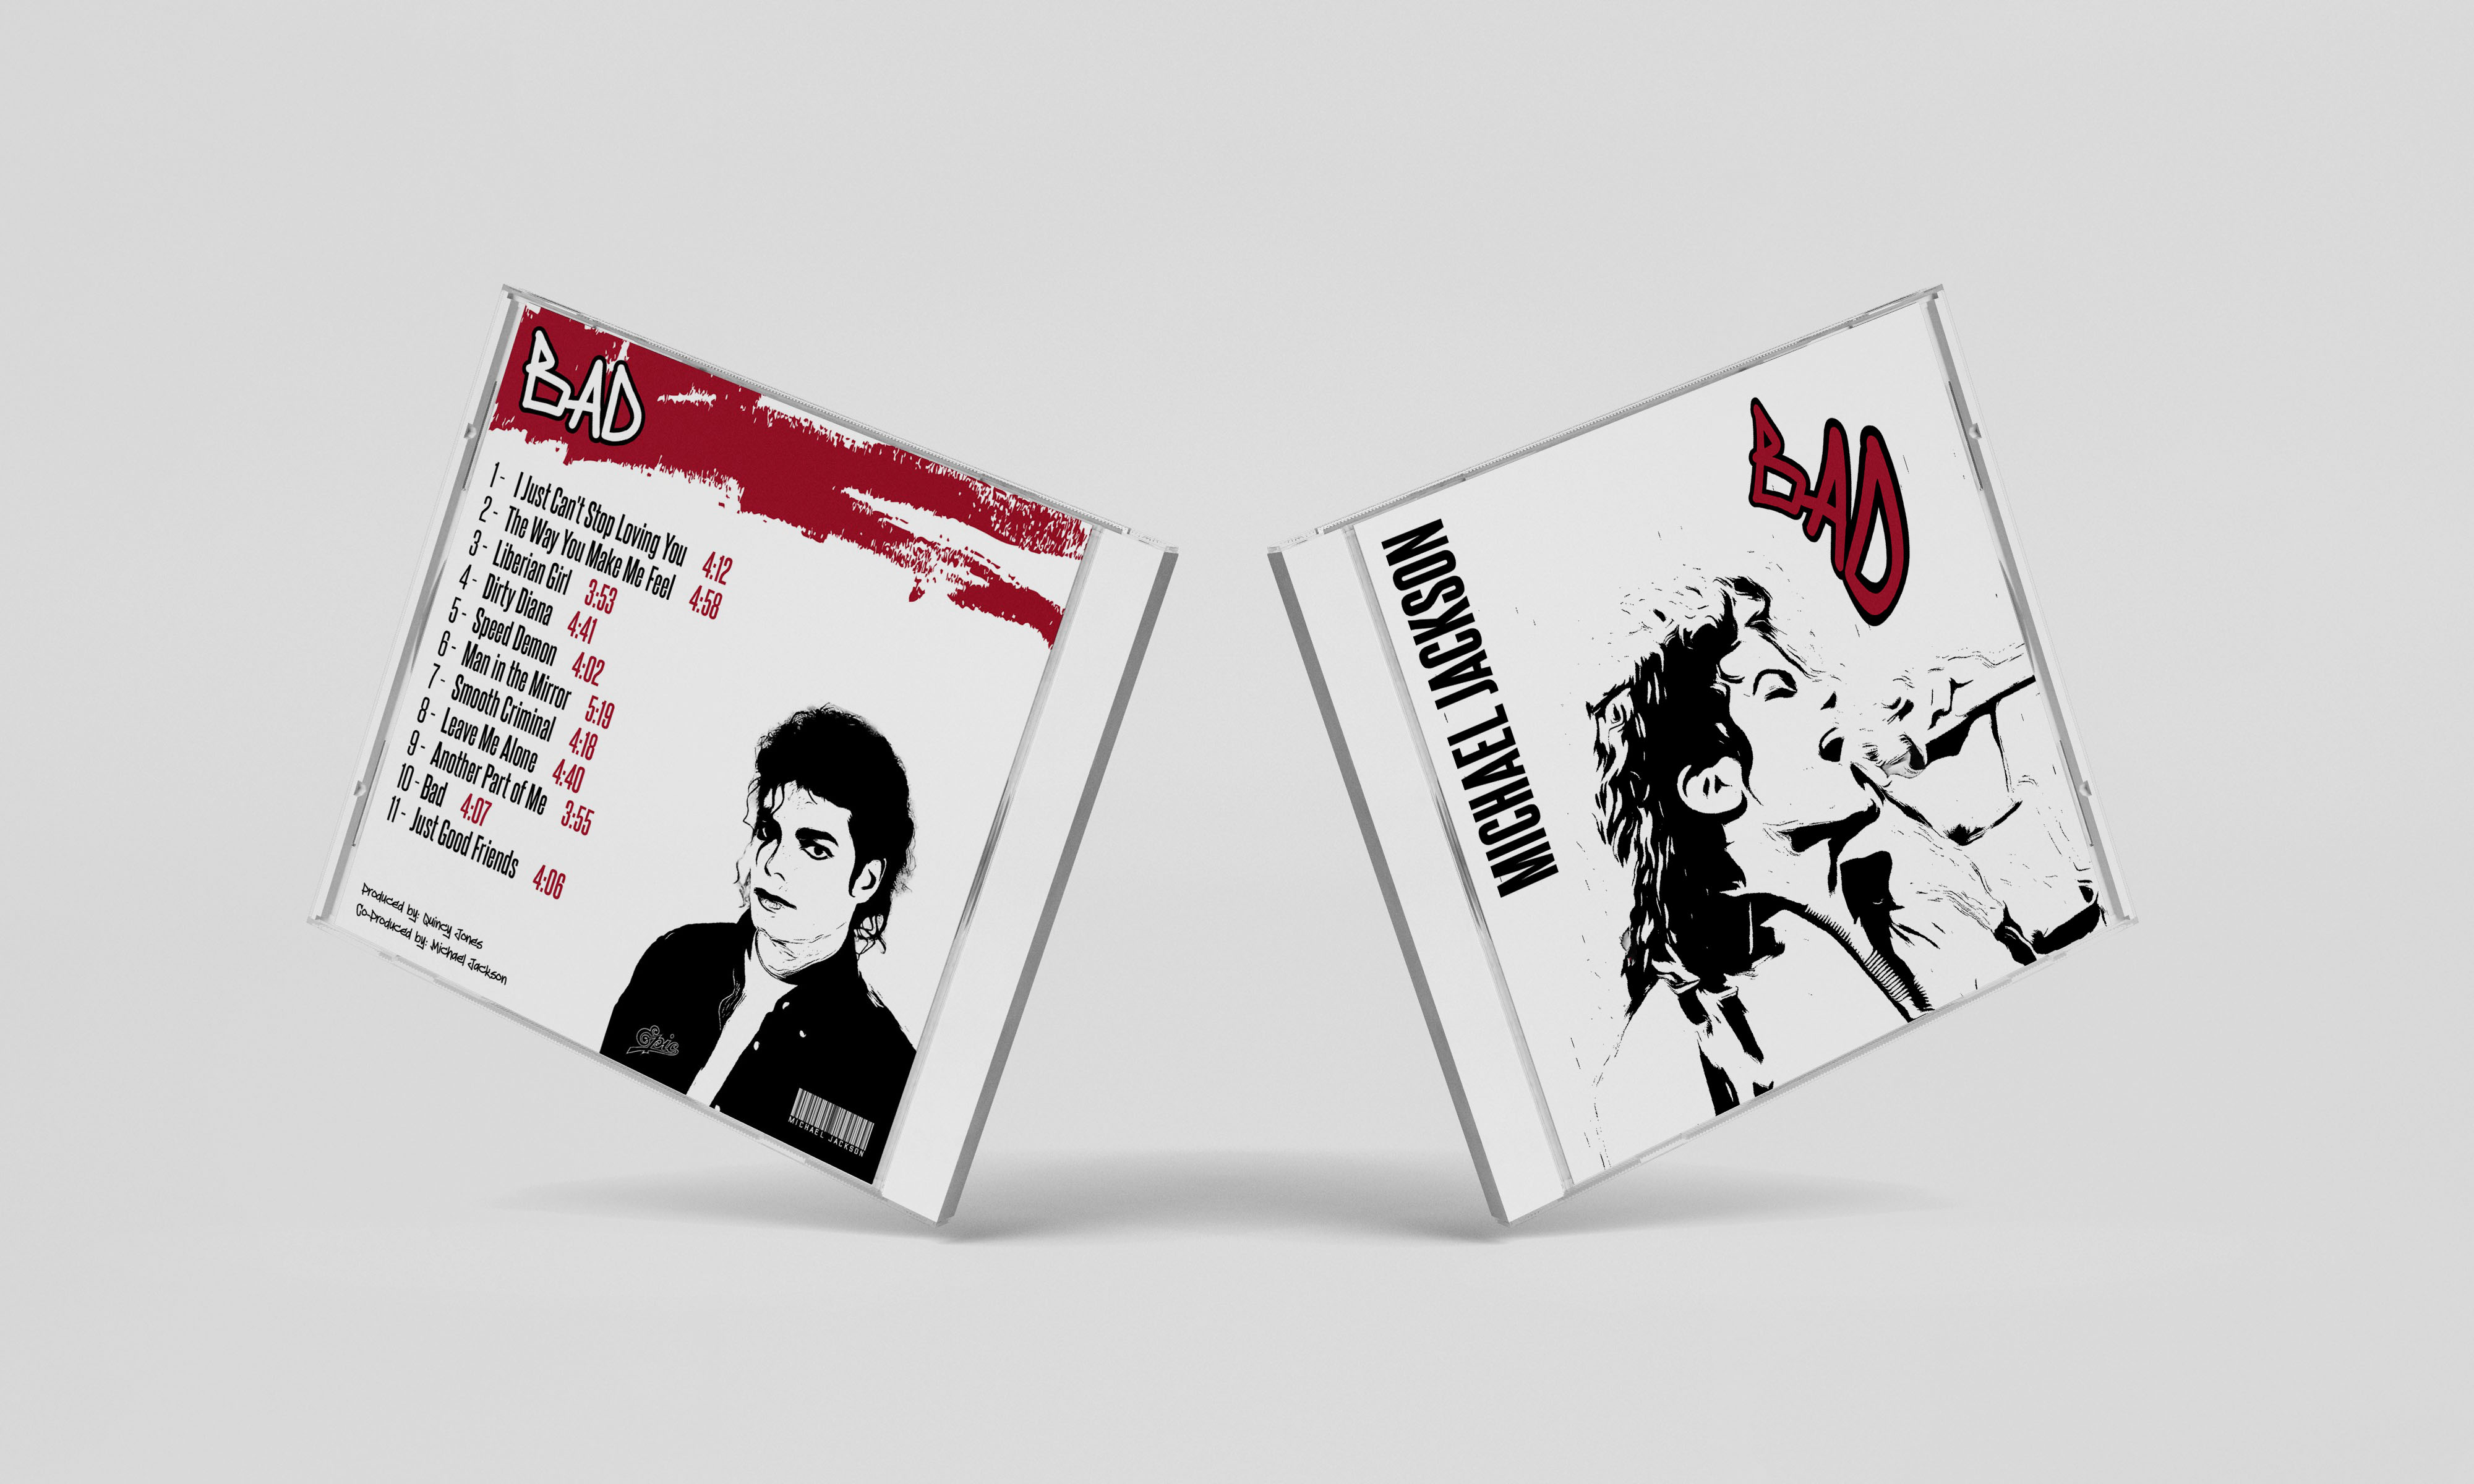 BAD
1- I Just Can't Stop Loving You 4:12
2- The Way You Make Me Feel 4:58
3- Liberian Girl 3:53
4- Dirty Diana 4:41
5- Speed Demon 4:02
6- Man in the Mirror 5:19
7- Smooth Criminal 4:18
8- Leave Me Alone 4:40
9- Another Part of Me 3:55
10- Bad 4:07
11- Just Good Friends 4:06
Produced by: Quincy Jones
Co-Produced by: Michael Jackson
Epic
MICHAEL JACKSON
BAD
MICHAEL JACKSON